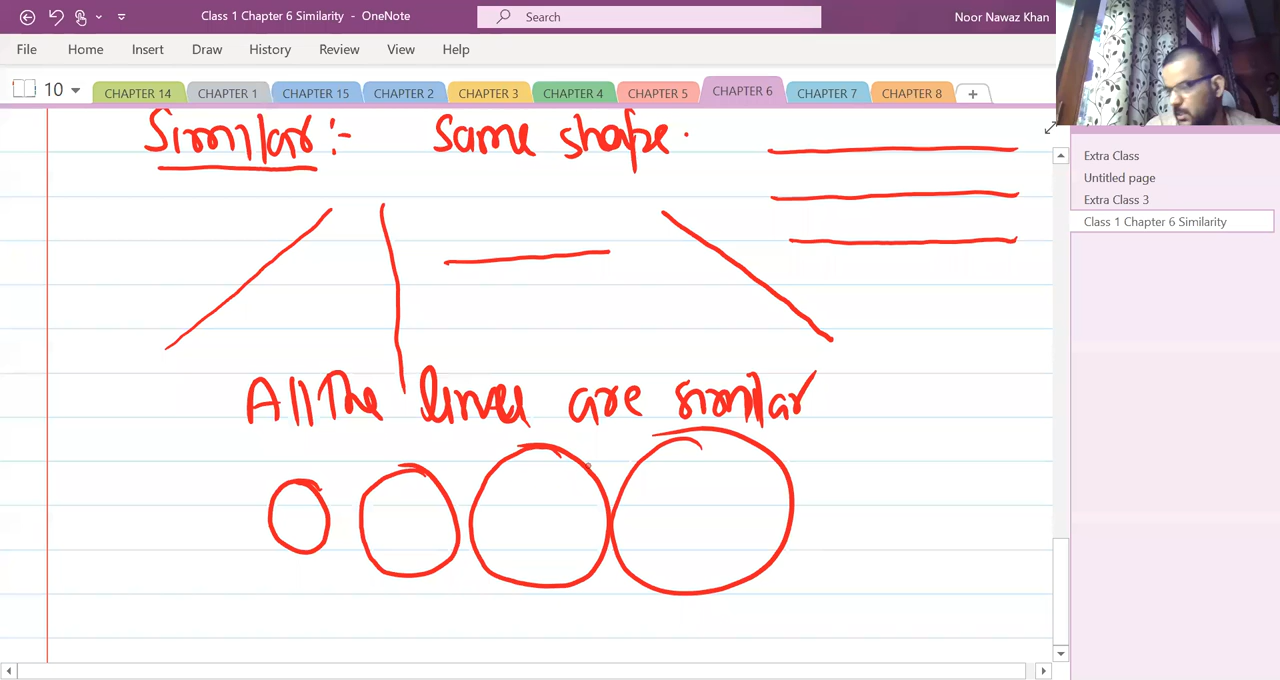 Class 1 Chapter 6 Similarity - OneNote
Search
Noor Nawaz Khan
File Home Insert Draw History Review View Help
10 CHAPTER 14 CHAPTER 1 CHAPTER 15 CHAPTER 2 CHAPTER 3 CHAPTER 4 CHAPTER 5 CHAPTER 6 CHAPTER 7 CHAPTER 8
Similar :- Same shape.
All The lines are similar
Extra Class
Untitled page
Extra Class 3
Class 1 Chapter 6 Similarity